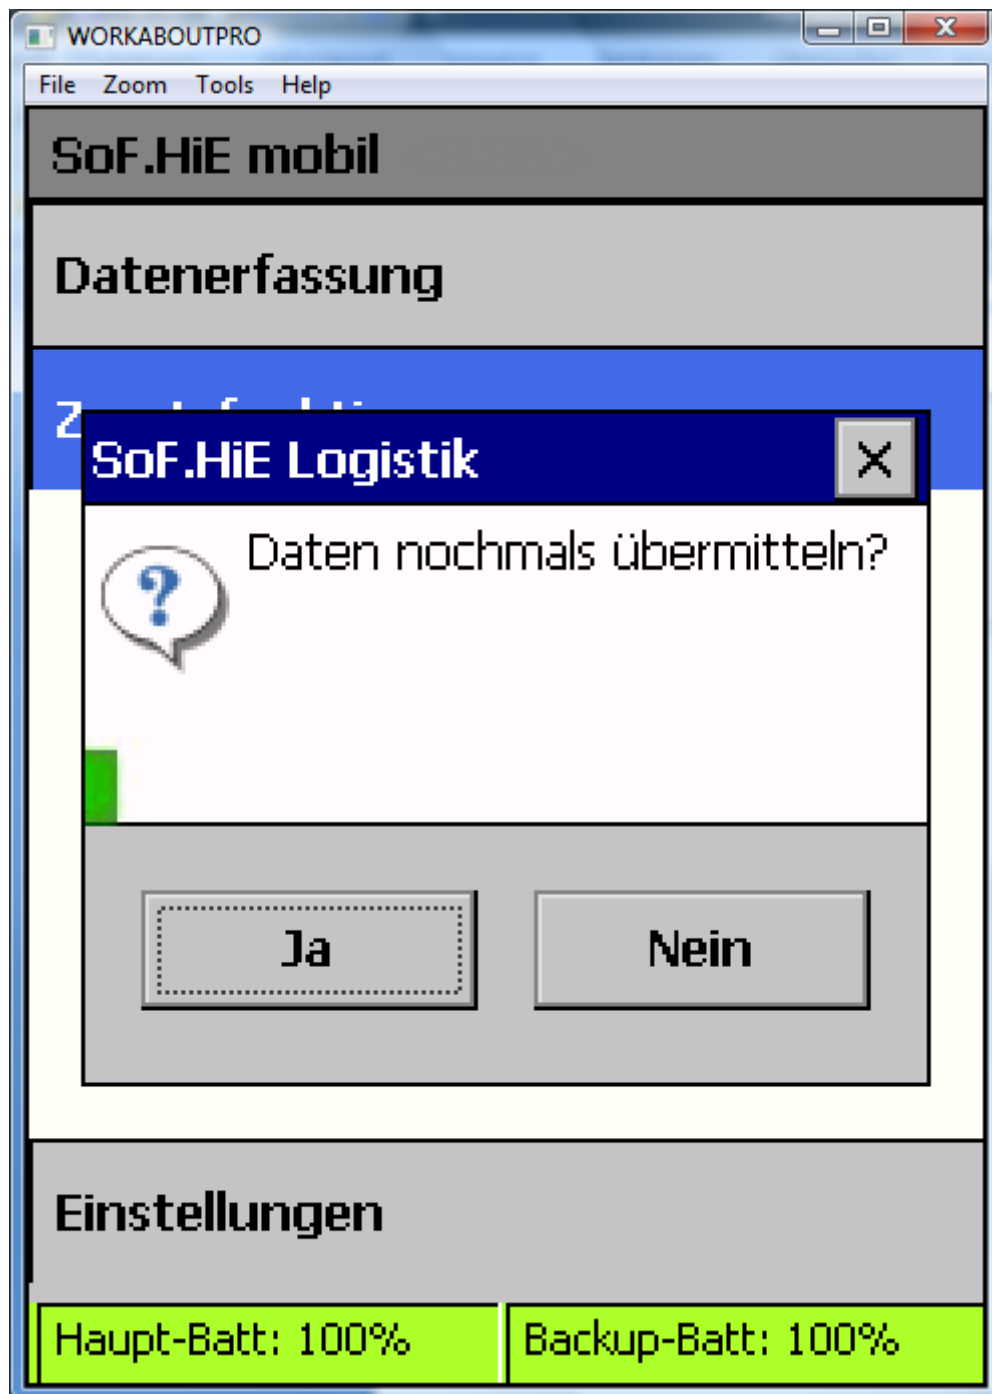 WORKABOUTPRO
File Zoom Tools Help
SoF.HiE mobil
Datenerfassung
SoF.HiE Logistik
Daten nochmals übermitteln?
?
Ja Nein
Einstellungen
Haupt-Batt: 100% Backup-Batt: 100%